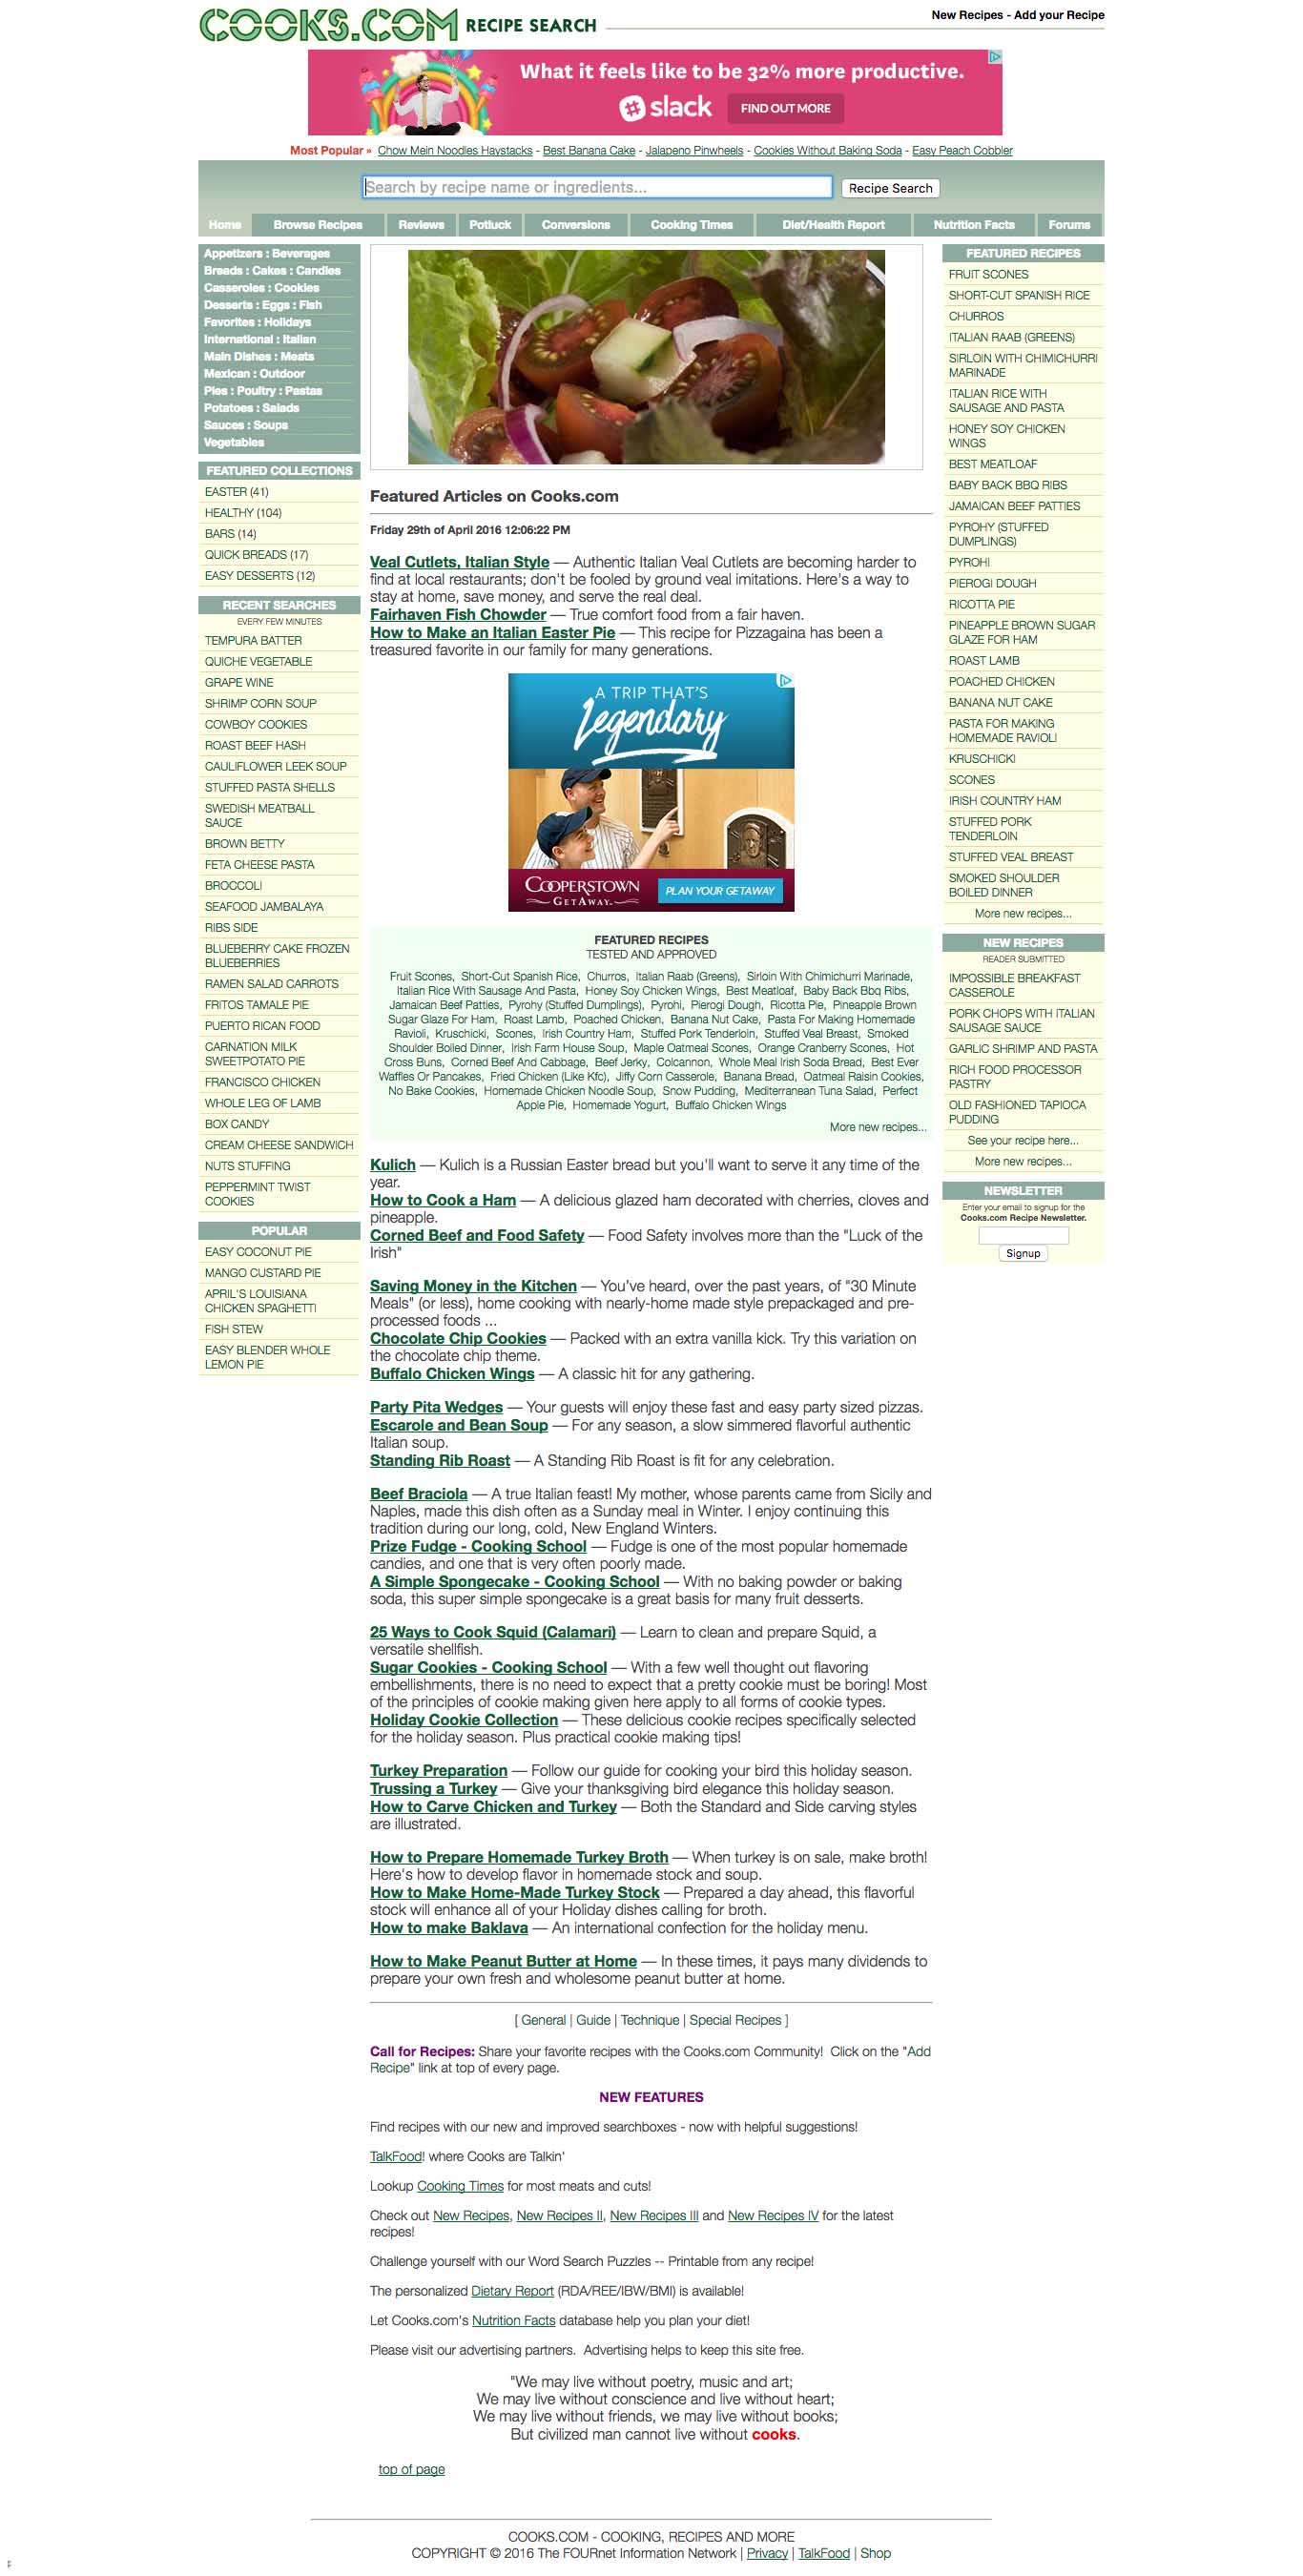 COOKS.COM RECIPE SEARCH
New Recipes - Add your Recipe
What it feels like to be 32% more productive.
slack FIND OUT MORE
Most Popular » Chow Mein Noodles Haystacks - Best Banana Cake - Jalapeno Pinwheels - Cookies Without Baking Soda - Easy Peach Cobbler
Search by recipe name or ingredients... Recipe Search
Home Browse Recipes Reviews Potluck Conversions Cooking Times Diet/Health Report Nutrition Facts Forums
Appetizers : Beverages
Breads : Cakes : Candies
Casseroles : Cookies
Desserts : Eggs : Fish
Favorites : Holidays
International : Italian
Main Dishes : Meats
Mexican : Outdoor
Pies : Poultry : Pastas
Potatoes : Salads
Sauces : Soups
Vegetables
FEATURED COLLECTIONS
EASTER (41)
HEALTHY (104)
BARS (14)
QUICK BREADS (17)
EASY DESSERTS (12)
RECENT SEARCHES
EVERY FEW MINUTES
TEMPURA BATTER
QUICHE VEGETABLE
GRAPE WINE
SHRIMP CORN SOUP
COWBOY COOKIES
ROAST BEEF HASH
CAULIFLOWER LEEK SOUP
STUFFED PASTA SHELLS
SWEDISH MEATBALL
SAUCE
BROWN BETTY
FETA CHEESE PASTA
BROCCOLI
SEAFOOD JAMBALAYA
RIBS SIDE
BLUEBERRY CAKE FROZEN
BLUEBERRIES
RAMEN SALAD CARROTS
FRITOS TAMALE PIE
PUERTO RICAN FOOD
CARNATION MILK
SWEETPOTATO PIE
FRANCISCO CHICKEN
WHOLE LEG OF LAMB
BOX CANDY
CREAM CHEESE SANDWICH
NUTS STUFFING
PEPPERMINT TWIST
COOKIES
POPULAR
EASY COCONUT PIE
MANGO CUSTARD PIE
APRIL'S LOUISIANA
CHICKEN SPAGHETTI
FISH STEW
EASY BLENDER WHOLE
LEMON PIE
Featured Articles on Cooks.com
Friday 29th of April 2016 12:06:22 PM
Veal Cutlets, Italian Style — Authentic Italian Veal Cutlets are becoming harder to
find at local restaurants; don't be fooled by ground veal imitations. Here's a way to
stay at home, save money, and serve the real deal.
Fairhaven Fish Chowder — True comfort food from a fair haven.
How to Make an Italian Easter Pie — This recipe for Pizzagaina has been a
treasured favorite in our family for many generations.
A TRIP THAT'S
Legendary
COOPERSTOWN
GETAWAY
PLAN YOUR GETAWAY
FEATURED RECIPES
TESTED AND APPROVED
Fruit Scones, Short-Cut Spanish Rice, Churros, Italian Raab (Greens), Sirloin With Chimichurri Marinade,
Italian Rice With Sausage And Pasta, Honey Soy Chicken Wings, Best Meatloaf, Baby Back Bbq Ribs,
Jamaican Beef Patties, Pyrohy (Stuffed Dumplings), Pyrohi, Pierogi Dough, Ricotta Pie, Pineapple Brown
Sugar Glaze For Ham, Roast Lamb, Poached Chicken, Banana Nut Cake, Pasta For Making Homemade
Ravioli, Kruschicki, Scones, Irish Country Ham, Stuffed Pork Tenderloin, Stuffed Veal Breast, Smoked
Shoulder Boiled Dinner, Irish Farm House Soup, Maple Oatmeal Scones, Orange Cranberry Scones, Hot
Cross Buns, Corned Beef And Cabbage, Beef Jerky, Colcannon, Whole Meal Irish Soda Bread, Best Ever
Waffles Or Pancakes, Fried Chicken (Like Kfc), Jiffy Corn Casserole, Banana Bread, Oatmeal Raisin Cookies,
No Bake Cookies, Homemade Chicken Noodle Soup, Snow Pudding, Mediterranean Tuna Salad, Perfect
Apple Pie, Homemade Yogurt, Buffalo Chicken Wings
More new recipes...
Kulich — Kulich is a Russian Easter bread but you'll want to serve it any time of the
year.
How to Cook a Ham — A delicious glazed ham decorated with cherries, cloves and
pineapple.
Corned Beef and Food Safety — Food Safety involves more than the "Luck of the
Irish"
Saving Money in the Kitchen — You've heard, over the past years, of "30 Minute
Meals" (or less), home cooking with nearly-home made style prepackaged and pre-
processed foods ...
Chocolate Chip Cookies — Packed with an extra vanilla kick. Try this variation on
the chocolate chip theme.
Buffalo Chicken Wings — A classic hit for any gathering.
Party Pita Wedges — Your guests will enjoy these fast and easy party sized pizzas.
Escarole and Bean Soup — For any season, a slow simmered flavorful authentic
Italian soup.
Standing Rib Roast — A Standing Rib Roast is fit for any celebration.
Beef Braciola — A true Italian feast! My mother, whose parents came from Sicily and
Naples, made this dish often as a Sunday meal in Winter. I enjoy continuing this
tradition during our long, cold, New England Winters.
Prize Fudge - Cooking School — Fudge is one of the most popular homemade
candies, and one that is very often poorly made.
A Simple Spongecake - Cooking School — With no baking powder or baking
soda, this super simple spongecake is a great basis for many fruit desserts.
25 Ways to Cook Squid (Calamari) — Learn to clean and prepare Squid, a
versatile shellfish.
Sugar Cookies - Cooking School — With a few well thought out flavoring
embellishments, there is no need to expect that a pretty cookie must be boring! Most
of the principles of cookie making given here apply to all forms of cookie types.
Holiday Cookie Collection — These delicious cookie recipes specifically selected
for the holiday season. Plus practical cookie making tips!
Turkey Preparation — Follow our guide for cooking your bird this holiday season.
Trussing a Turkey — Give your thanksgiving bird elegance this holiday season.
How to Carve Chicken and Turkey — Both the Standard and Side carving styles
are illustrated.
How to Prepare Homemade Turkey Broth — When turkey is on sale, make broth!
Here's how to develop flavor in homemade stock and soup.
How to Make Home-Made Turkey Stock — Prepared a day ahead, this flavorful
stock will enhance all of your Holiday dishes calling for broth.
How to make Baklava — An international confection for the holiday menu.
How to Make Peanut Butter at Home — In these times, it pays many dividends to
prepare your own fresh and wholesome peanut butter at home.
[ General | Guide | Technique | Special Recipes ]
Call for Recipes: Share your favorite recipes with the Cooks.com Community! Click on the "Add
Recipe" link at top of every page.
NEW FEATURES
Find recipes with our new and improved searchboxes - now with helpful suggestions!
TalkFood! where Cooks are Talkin'
Lookup Cooking Times for most meats and cuts!
Check out New Recipes, New Recipes II, New Recipes III and New Recipes IV for the latest
recipes!
Challenge yourself with our Word Search Puzzles -- Printable from any recipe!
The personalized Dietary Report (RDA/REE/IBW/BMI) is available!
Let Cooks.com's Nutrition Facts database help you plan your diet!
Please visit our advertising partners. Advertising helps to keep this site free.
"We may live without poetry, music and art;
We may live without conscience and live without heart;
We may live without friends, we may live without books;
But civilized man cannot live without cooks.
top of page
FEATURED RECIPES
FRUIT SCONES
SHORT-CUT SPANISH RICE
CHURROS
ITALIAN RAAB (GREENS)
SIRLOIN WITH CHIMICHURRI
MARINADE
ITALIAN RICE WITH
SAUSAGE AND PASTA
HONEY SOY CHICKEN
WINGS
BEST MEATLOAF
BABY BACK BBQ RIBS
JAMAICAN BEEF PATTIES
PYROHY (STUFFED
DUMPLINGS)
PYROHI
PIEROGI DOUGH
RICOTTA PIE
PINEAPPLE BROWN SUGAR
GLAZE FOR HAM
ROAST LAMB
POACHED CHICKEN
BANANA NUT CAKE
PASTA FOR MAKING
HOMEMADE RAVIOLI
KRUSCHICKI
SCONES
IRISH COUNTRY HAM
STUFFED PORK
TENDERLOIN
STUFFED VEAL BREAST
SMOKED SHOULDER
BOILED DINNER
More new recipes...
NEW RECIPES
READER SUBMITTED
IMPOSSIBLE BREAKFAST
CASSEROLE
PORK CHOPS WITH ITALIAN
SAUSAGE SAUCE
GARLIC SHRIMP AND PASTA
RICH FOOD PROCESSOR
PASTRY
OLD FASHIONED TAPIOCA
PUDDING
See your recipe here...
More new recipes...
NEWSLETTER
Enter your email to signup for the
Cooks.com Recipe Newsletter.
Signup
COOKS.COM - COOKING, RECIPES AND MORE
COPYRIGHT © 2016 The FOURnet Information Network | Privacy | TalkFood | Shop